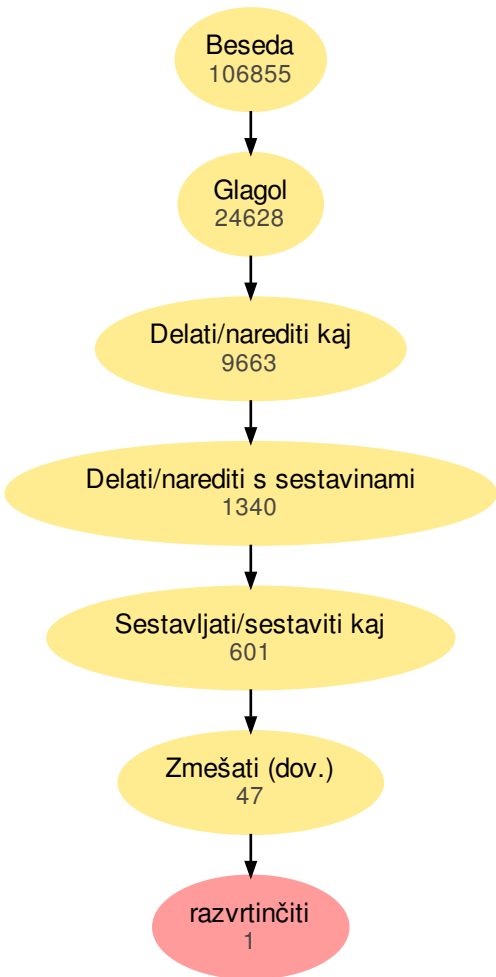 Beseda
106855
Glagol
24628
Delati/narediti kaj
9663
Delati/narediti s sestavinami
1340
Sestavljati/sestaviti kaj
601
Zmešati (dov.)
47
razvrtinčiti
1